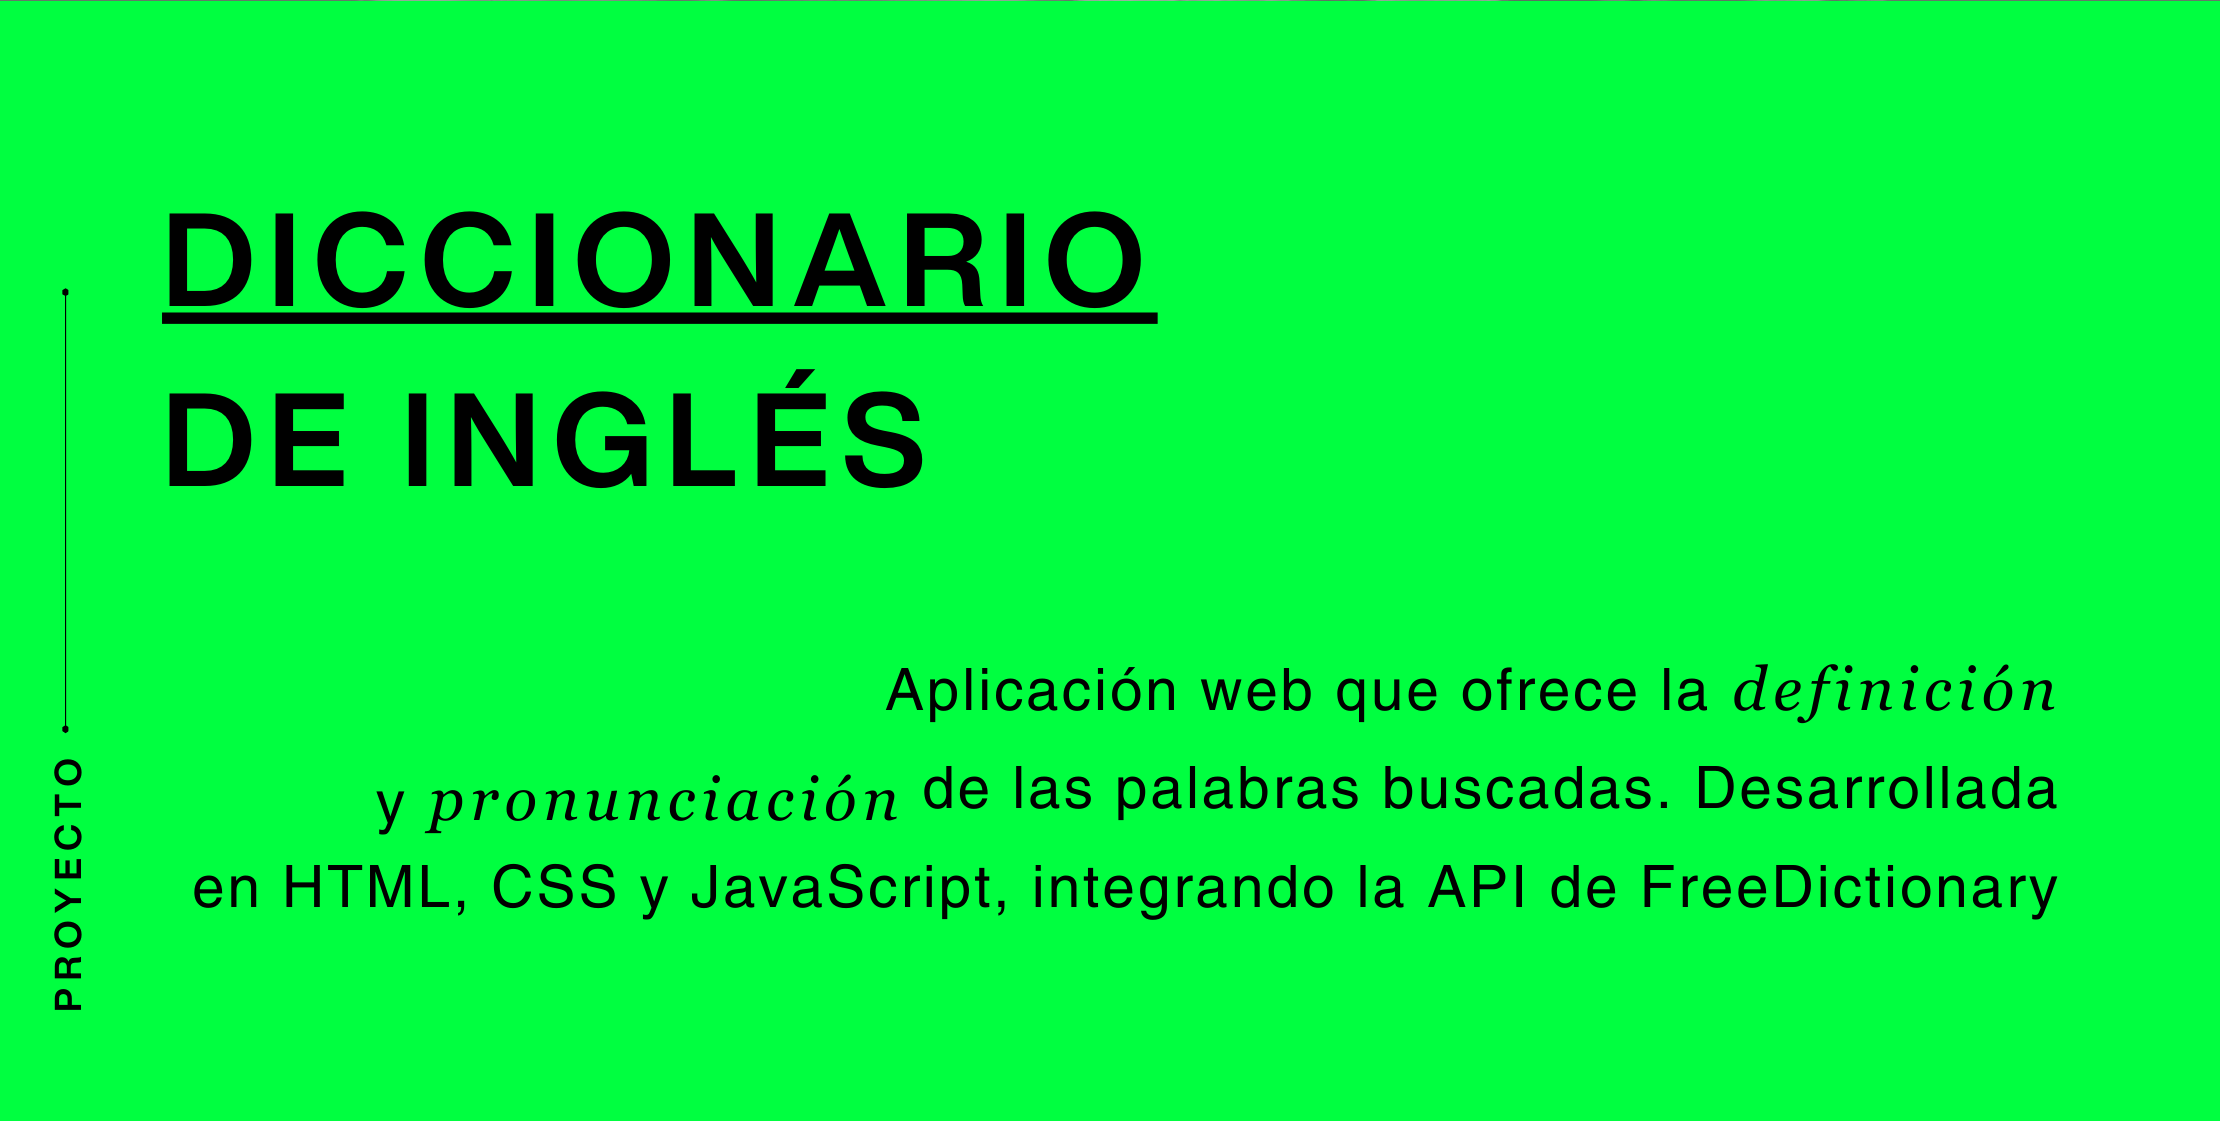 DICCIONARIO
DE INGLÉS
Aplicación web que ofrece la definición
y pronunciación de las palabras buscadas. Desarrollada
en HTML, CSS y JavaScript, integrando la API de FreeDictionary
PROYECTO